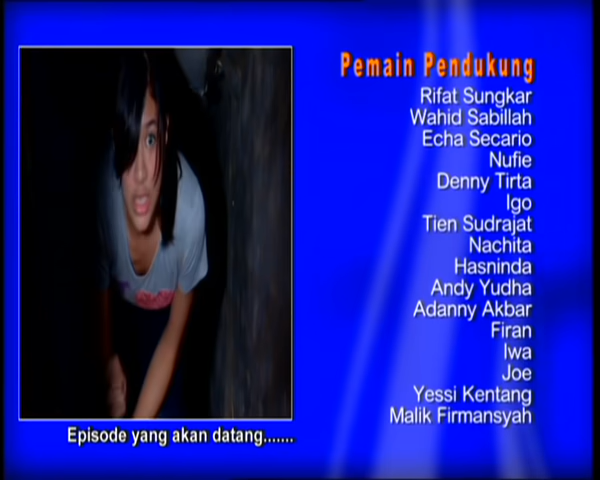 Pemain Pendukung
Rifat Sungkar
Wahid Sabillah
Echa Secario
Nufie
Denny Tirta
Igo
Tien Sudrajat
Nachita
Hasninda
Andy Yudha
Adanny Akbar
Firan
Iwa
Joe
Yessi Kentang
Malik Firmansyah
Episode yang akan datang.......